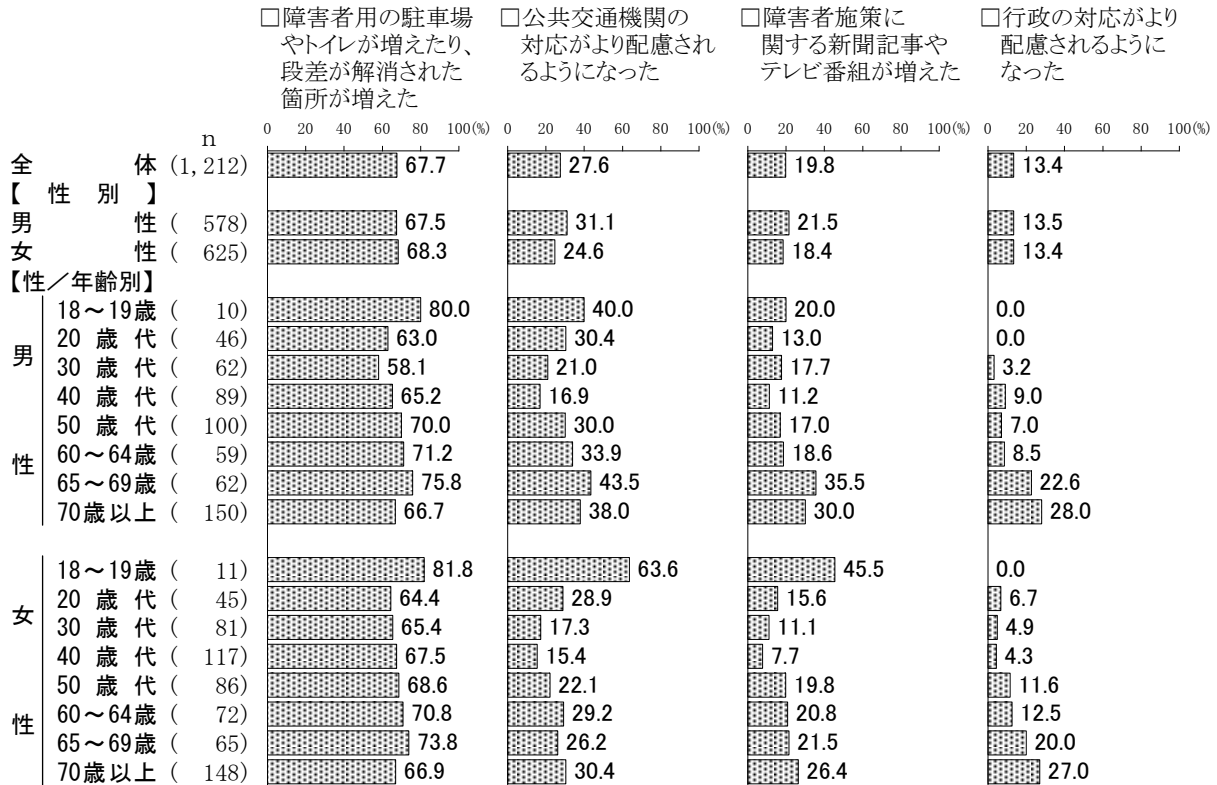 □障害者用の駐車場やトイレが増えたり、段差が解消された箇所が増えた
□公共交通機関の対応がより配慮されるようになった
□障害者施策に関する新聞記事やテレビ番組が増えた
□行政の対応がより配慮されるようになった
n
0 20 40 60 80 100(%) 0 20 40 60 80 100(%) 0 20 40 60 80 100(%) 0 20 40 60 80 100(%)
全体 (1,212) 67.7 27.6 19.8 13.4
【性別】
男性 (578) 67.5 31.1 21.5 13.5
女性 (625) 68.3 24.6 18.4 13.4
【性/年齢別】
男性
18～19歳 (10) 80.0 40.0 20.0 0.0
20歳代 (46) 63.0 30.4 13.0 0.0
30歳代 (62) 58.1 21.0 17.7 3.2
40歳代 (89) 65.2 16.9 11.2 9.0
50歳代 (100) 70.0 30.0 17.0 7.0
60～64歳 (59) 71.2 33.9 18.6 8.5
65～69歳 (62) 75.8 43.5 35.5 22.6
70歳以上 (150) 66.7 38.0 30.0 28.0
女性
18～19歳 (11) 81.8 63.6 45.5 0.0
20歳代 (45) 64.4 28.9 15.6 6.7
30歳代 (81) 65.4 17.3 11.1 4.9
40歳代 (117) 67.5 15.4 7.7 4.3
50歳代 (86) 68.6 22.1 19.8 11.6
60～64歳 (72) 70.8 29.2 20.8 12.5
65～69歳 (65) 73.8 26.2 21.5 20.0
70歳以上 (148) 66.9 30.4 26.4 27.0